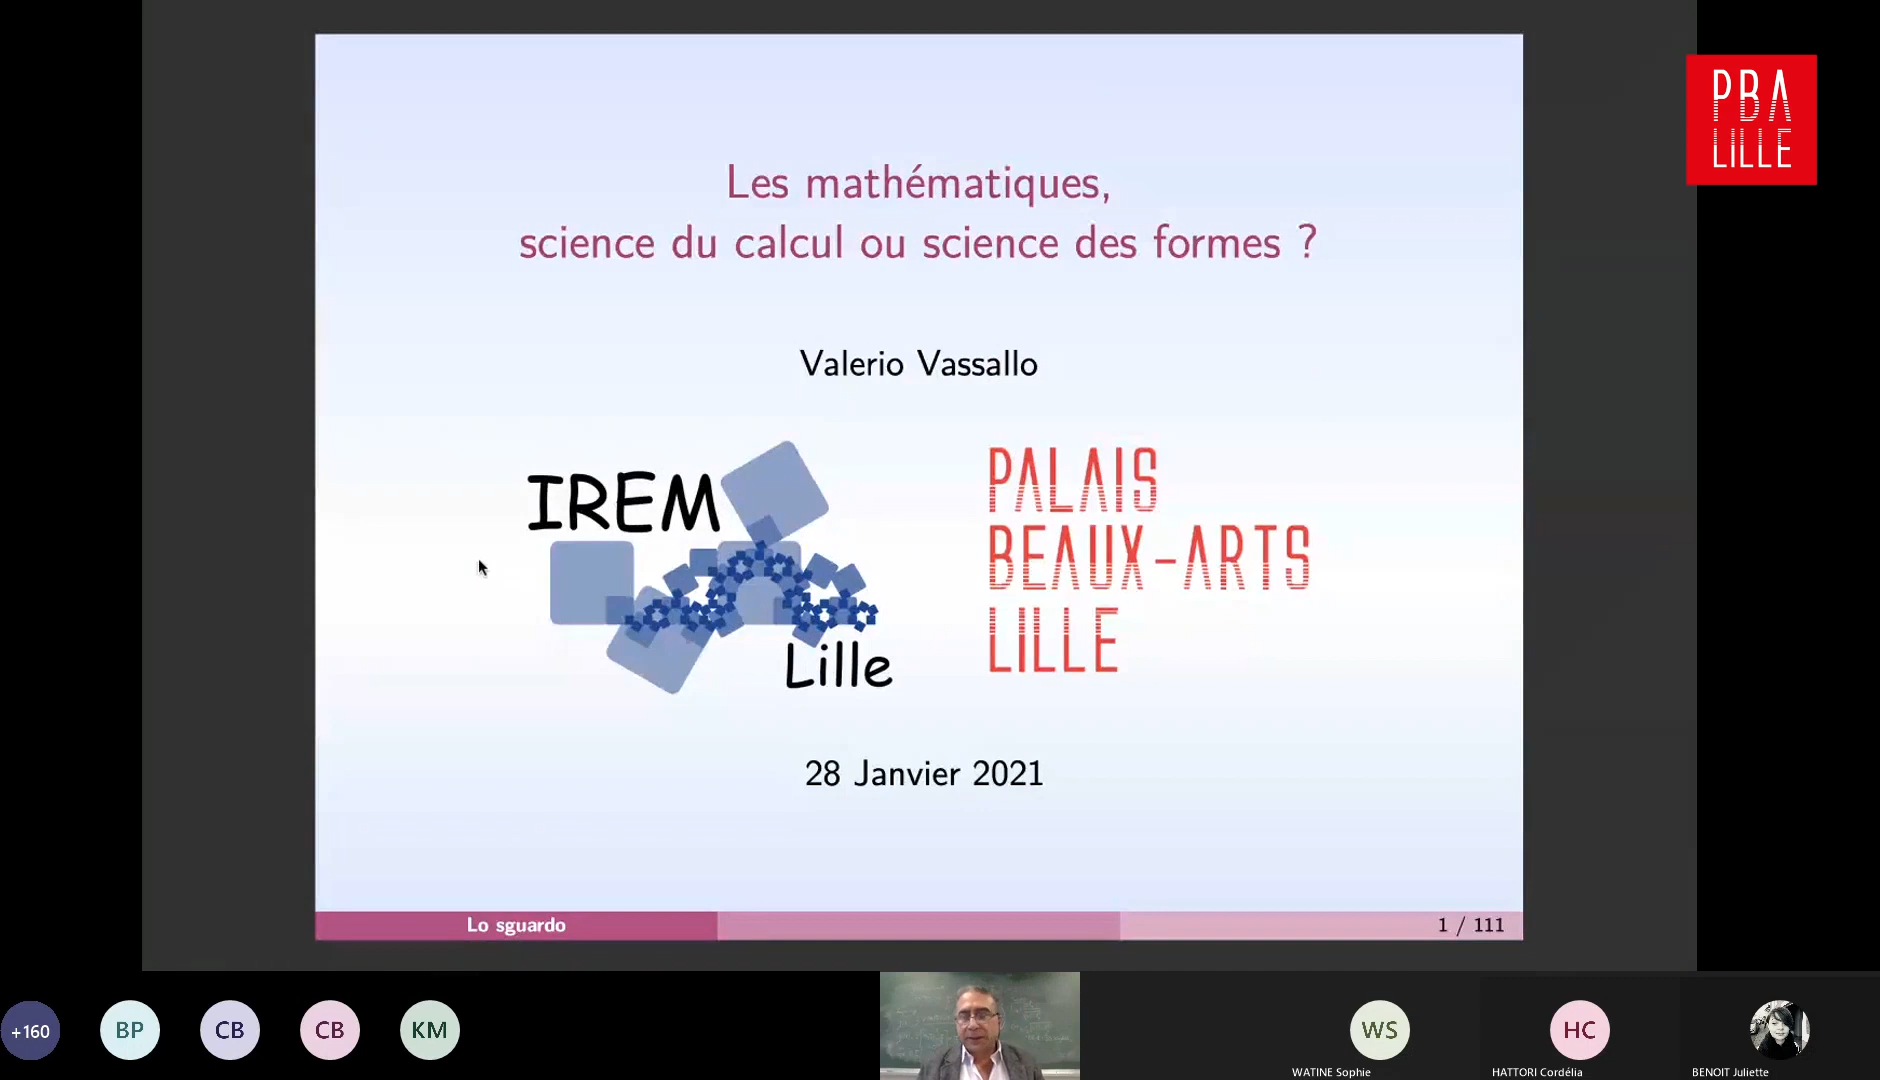 PBA
LILLE
Les mathématiques,
science du calcul ou science des formes ?
Valerio Vassallo
IREM
Lille
PALAIS
BEAUX-ARTS
LILLE
28 Janvier 2021
Lo sguardo
1 / 111
+160
BP
CB
CB
KM
WS
HC
WATINE Sophie
HATTORI Cordélia
BENOIT Juliette